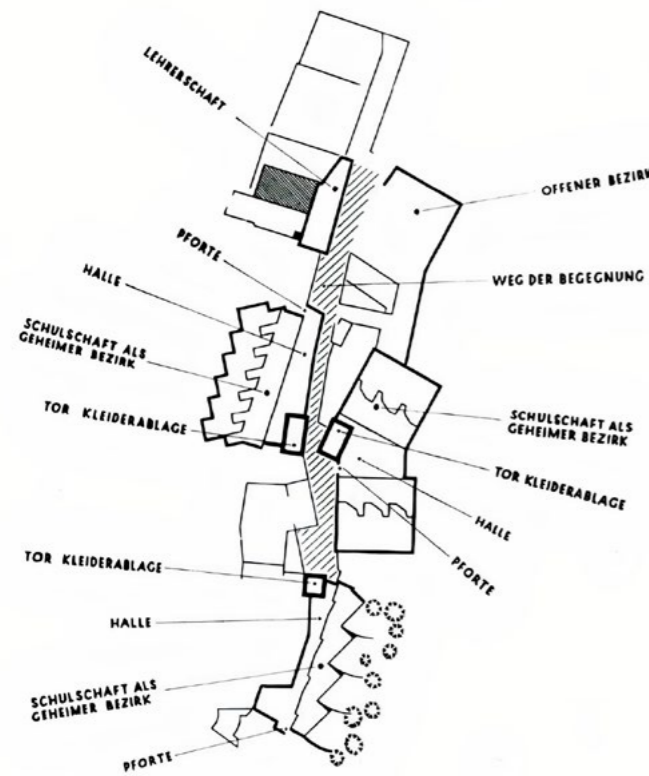 LEHRERSCHAFT
OFFENER BEZIRK
PFORTE
WEG DER BEGEGNUNG
HALLE
SCHULSCHAFT ALS
GEHEIMER BEZIRK
TOR KLEIDERABLAGE
SCHULSCHAFT ALS
GEHEIMER BEZIRK
TOR KLEIDERABLAGE
HALLE
PFORTE
TOR KLEIDERABLAGE
HALLE
SCHULSCHAFT ALS
GEHEIMER BEZIRK
PFORTE